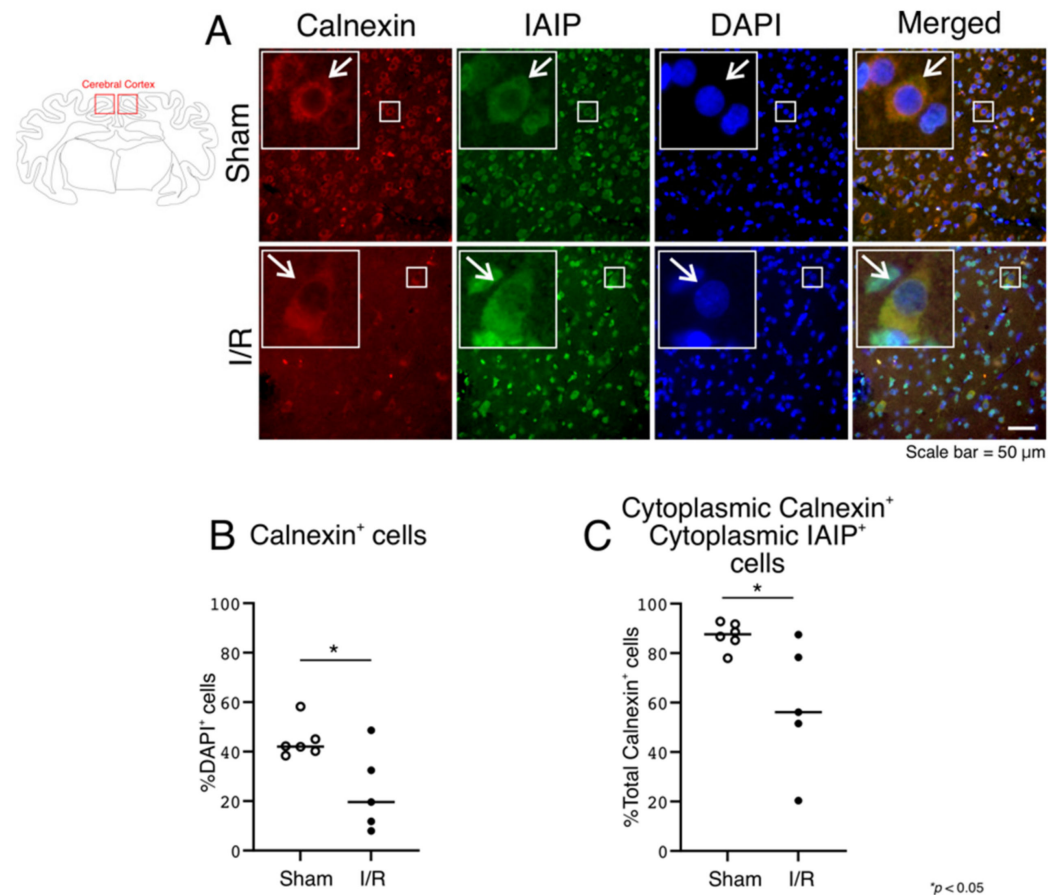 A
Calnexin
IAIP
DAPI
Merged
Cerebral Cortex
Sham
I/R
Scale bar = 50 µm
B
Calnexin⁺ cells
%DAPI⁺ cells
100
80
60
40
20
0
*
Sham
I/R
C
Cytoplasmic Calnexin⁺
Cytoplasmic IAIP⁺
cells
%Total Calnexin⁺ cells
100
80
60
40
20
0
*
Sham
I/R
*p < 0.05